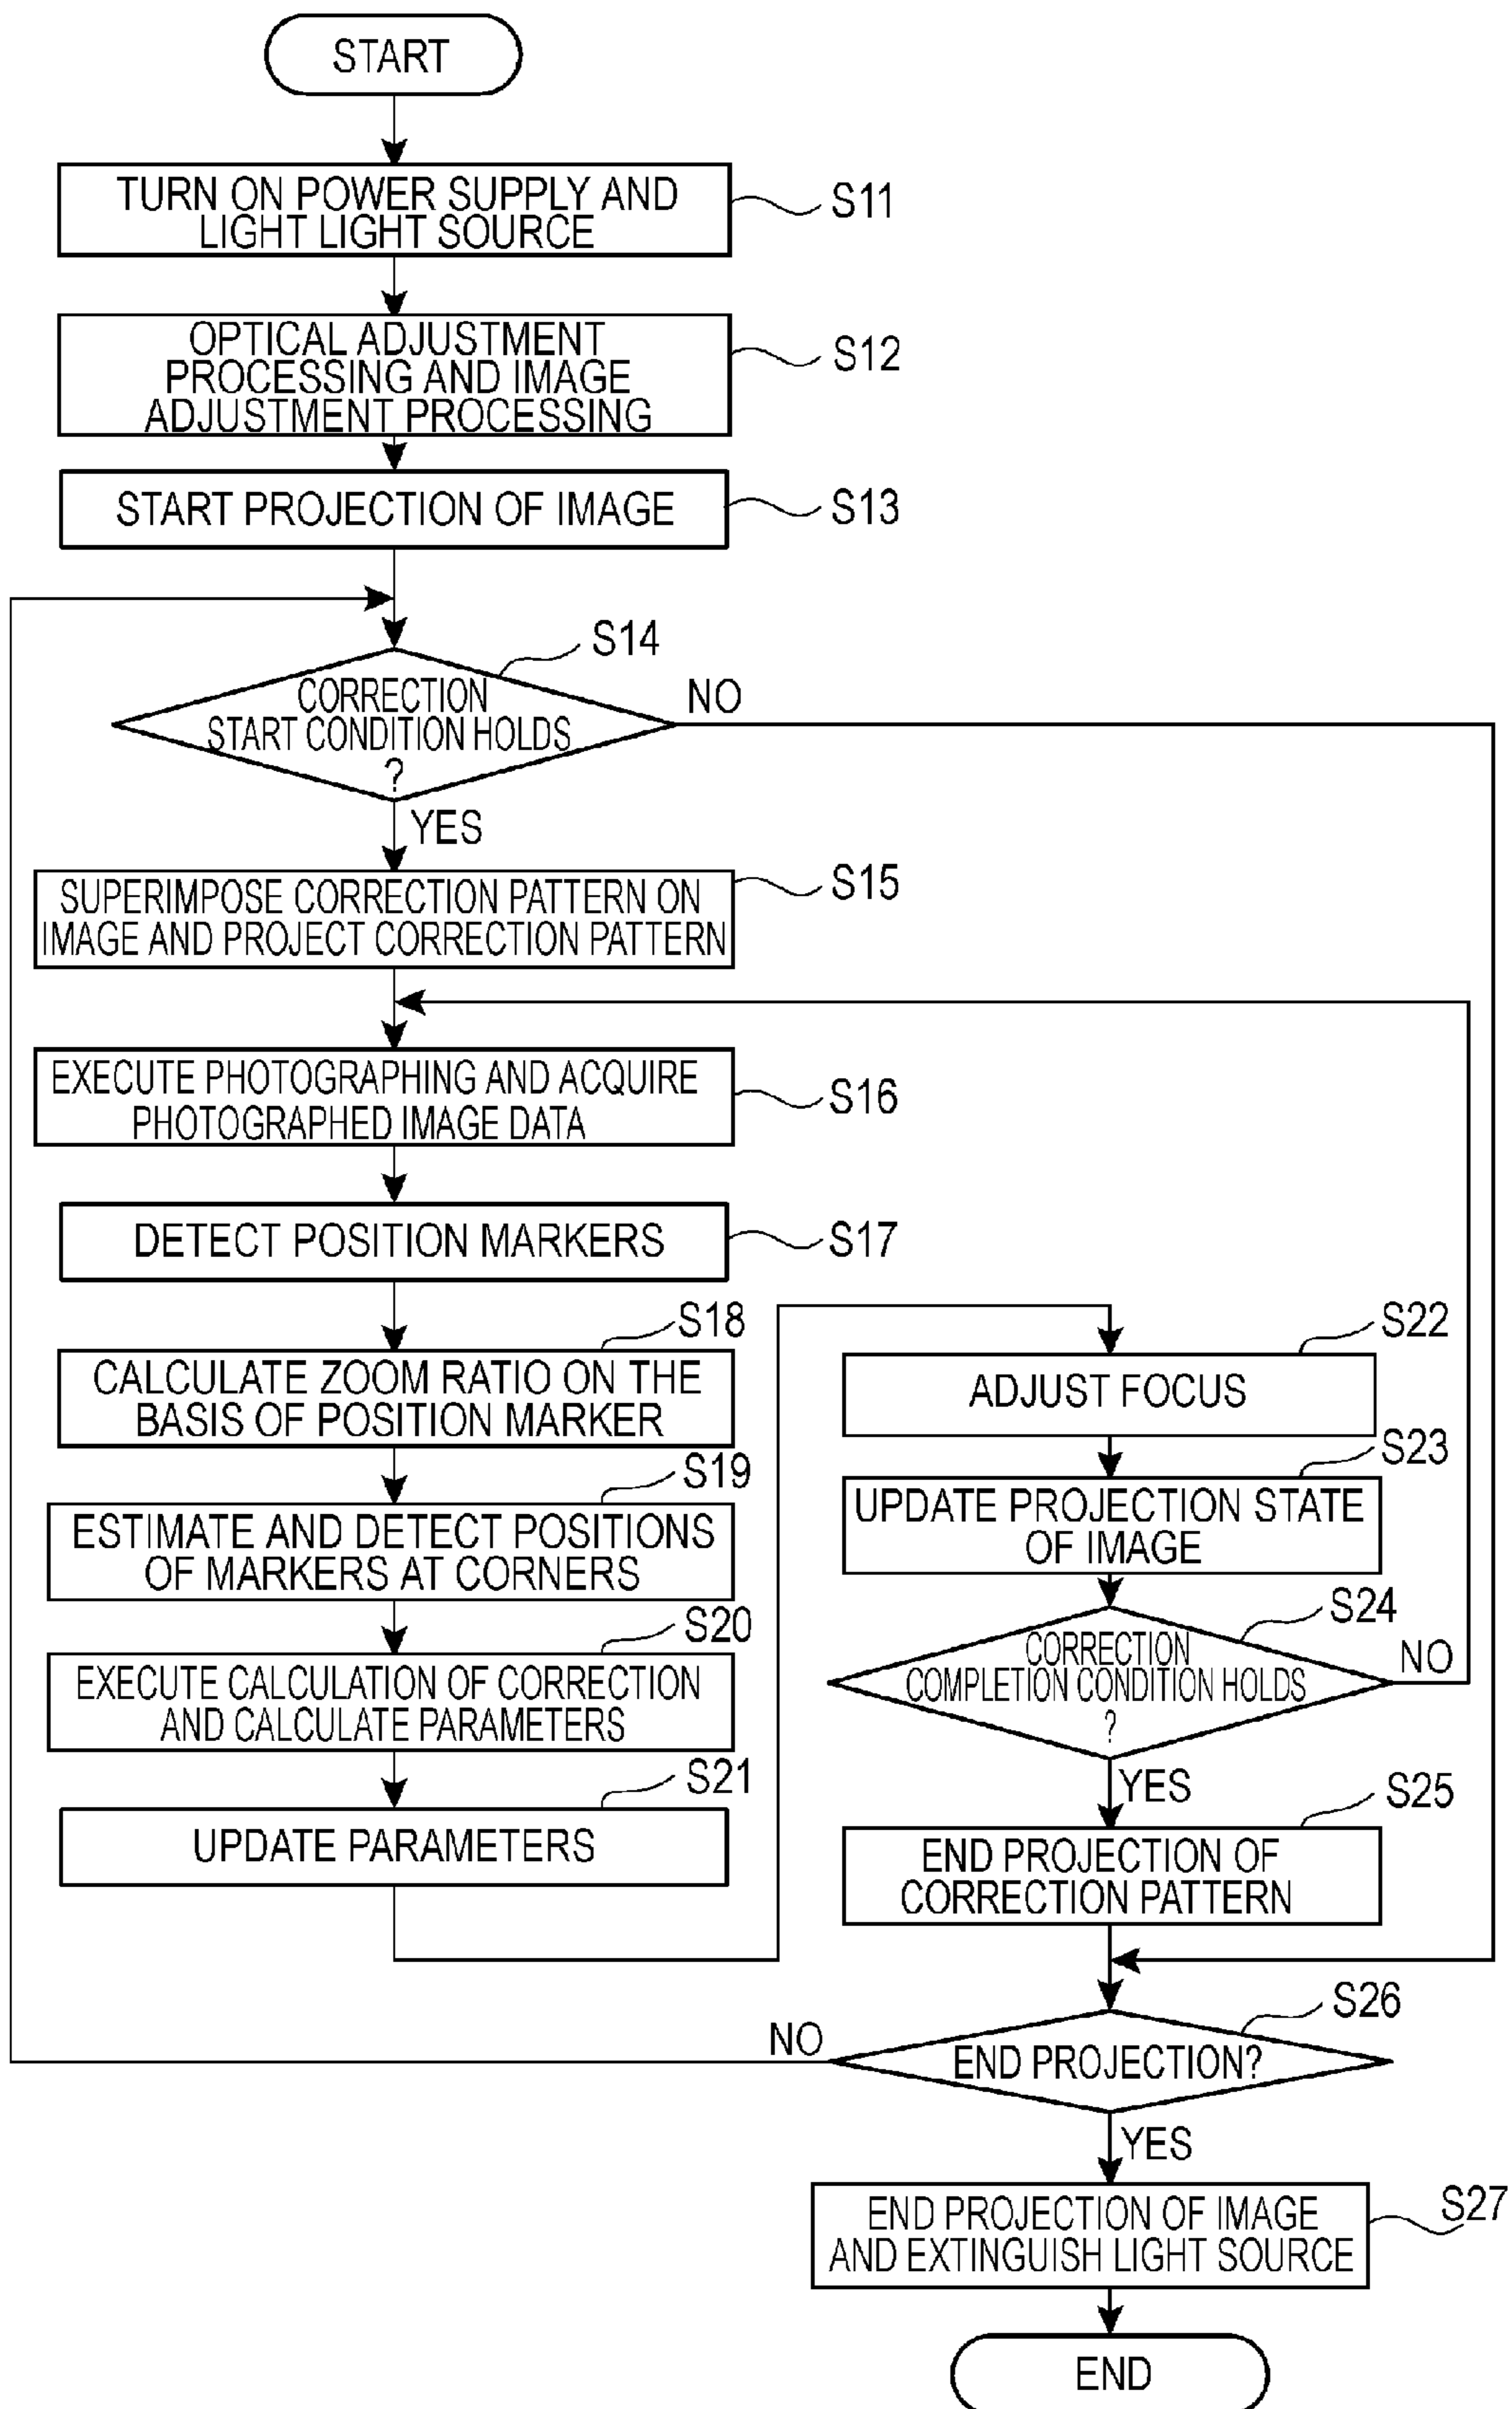 START
TURN ON POWER SUPPLY AND
LIGHT LIGHT SOURCE
S11
OPTICAL ADJUSTMENT
PROCESSING AND IMAGE
ADJUSTMENT PROCESSING
S12
START PROJECTION OF IMAGE
S13
S14
CORRECTION
START CONDITION HOLDS
?
NO
YES
SUPERIMPOSE CORRECTION PATTERN ON
IMAGE AND PROJECT CORRECTION PATTERN
S15
EXECUTE PHOTOGRAPHING AND ACQUIRE
PHOTOGRAPHED IMAGE DATA
S16
DETECT POSITION MARKERS
S17
S18
CALCULATE ZOOM RATIO ON THE
BASIS OF POSITION MARKER
S19
ESTIMATE AND DETECT POSITIONS
OF MARKERS AT CORNERS
S20
EXECUTE CALCULATION OF CORRECTION
AND CALCULATE PARAMETERS
S21
UPDATE PARAMETERS
S22
ADJUST FOCUS
S23
UPDATE PROJECTION STATE
OF IMAGE
S24
CORRECTION
COMPLETION CONDITION HOLDS
?
NO
YES
S25
END PROJECTION OF
CORRECTION PATTERN
S26
END PROJECTION?
NO
YES
END PROJECTION OF IMAGE
AND EXTINGUISH LIGHT SOURCE
S27
END